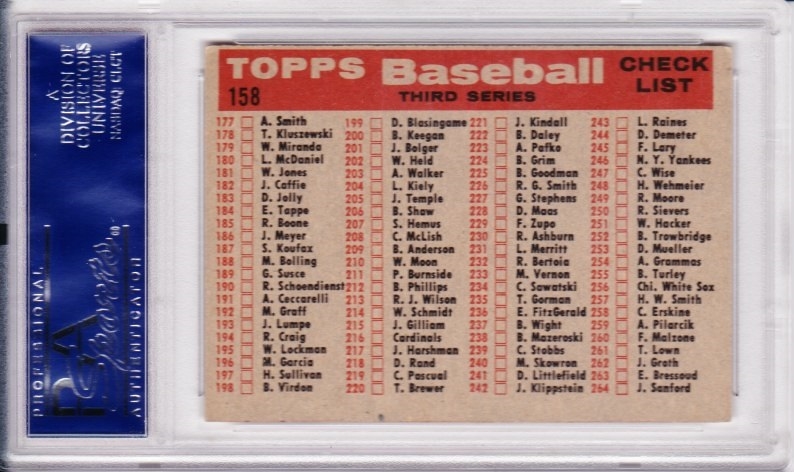 A
DIVISION OF
COLLECTORS
UNIVERSE
NASDAQ CLCT
PROFESSIONAL
PSA
Sports
AUTHENTICATOR
TOPPS Baseball CHECK LIST
158 THIRD SERIES
177 A. Smith
178 T. Kluszewski
179 W. Miranda
180 L. McDaniel
181 W. Jones
182 J. Caffie
183 D. Jolly
184 E. Tappe
185 R. Boone
186 J. Meyer
187 S. Koufax
188 M. Bolling
189 G. Susce
190 R. Schoendienst
191 A. Ceccarelli
192 M. Graff
193 J. Lumpe
194 R. Craig
195 W. Lockman
196 M. Garcia
197 H. Sullivan
198 B. Virdon
199 D. Blasingame
200 B. Keegan
201 J. Bolger
202 W. Held
203 A. Walker
204 L. Kiely
205 J. Temple
206 B. Shaw
207 S. Hemus
208 C. McLish
209 B. Anderson
210 W. Moon
211 P. Burnside
212 B. Phillips
213 R. J. Wilson
214 W. Schmidt
215 J. Gilliam
216 Cardinals
217 J. Harshman
218 D. Rand
219 C. Pascual
220 T. Brewer
221 J. Kindall
222 B. Daley
223 A. Pafko
224 B. Grim
225 B. Goodman
226 R. G. Smith
227 G. Stephens
228 D. Maas
229 F. Zupo
230 R. Ashburn
231 L. Merritt
232 R. Bertoia
233 M. Vernon
234 C. Sawatski
235 T. Gorman
236 E. FitzGerald
237 B. Wight
238 B. Mazeroski
239 C. Stobbs
240 M. Skowron
241 D. Littlefield
242 J. Klippstein
243 L. Raines
244 D. Demeter
245 F. Lary
246 N. Y. Yankees
247 C. Wise
248 H. Wehmeier
249 R. Moore
250 R. Sievers
251 W. Hacker
252 B. Trowbridge
253 D. Mueller
254 A. Grammas
255 B. Turley
256 Chi. White Sox
257 H. W. Smith
258 C. Erskine
259 A. Pilarcik
260 F. Malzone
261 T. Lown
262 J. Groth
263 E. Bressoud
264 J. Sanford